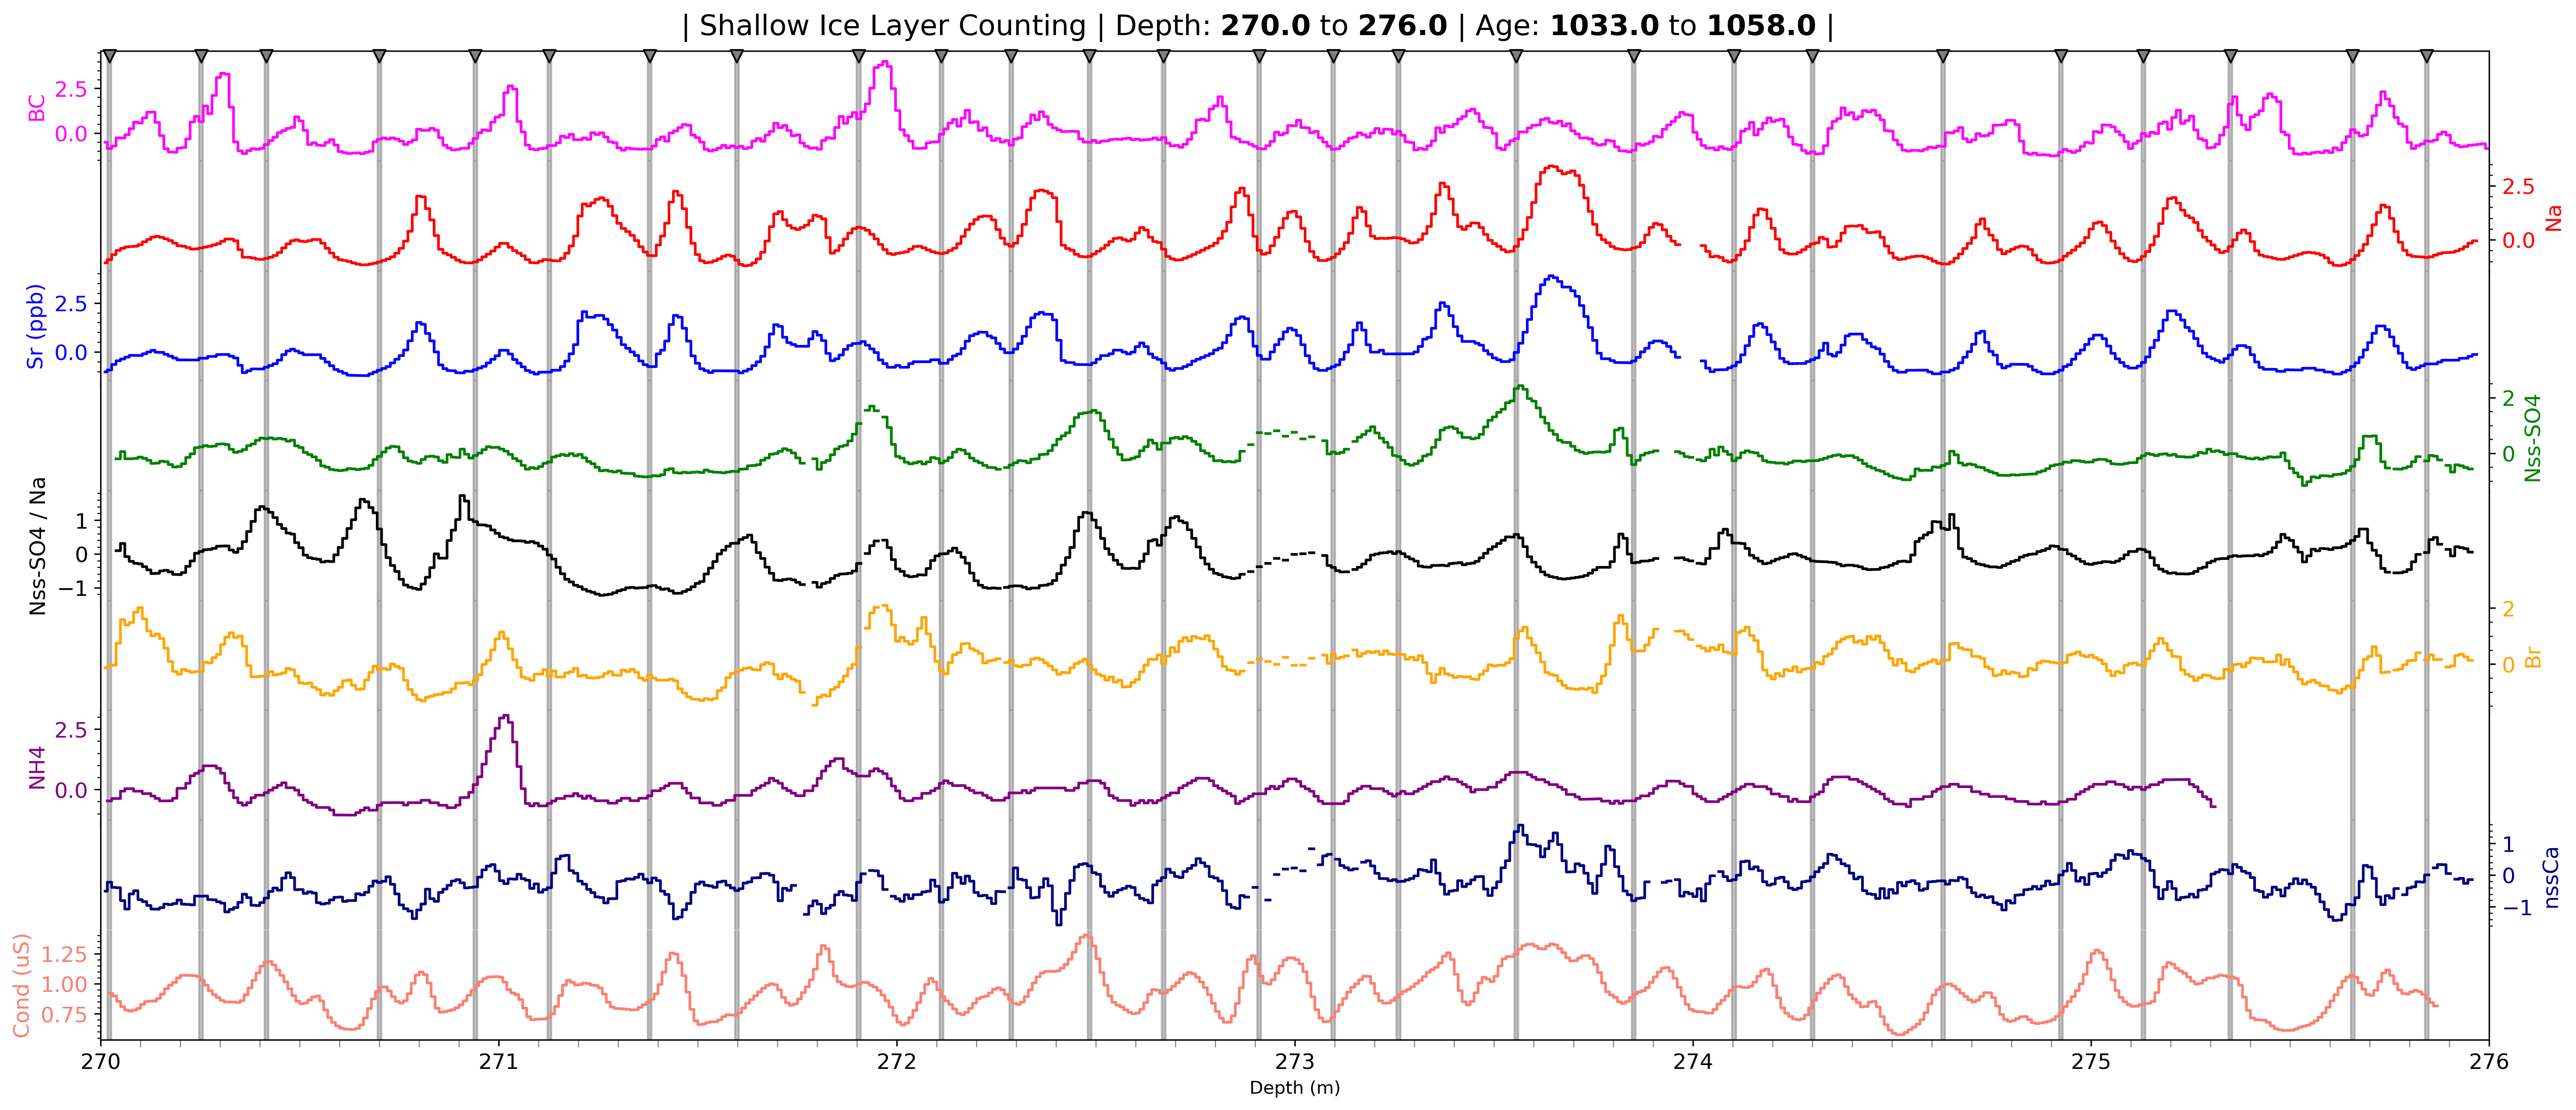 | Shallow Ice Layer Counting | Depth: 270.0 to 276.0 | Age: 1033.0 to 1058.0 |
BC
2.5
0.0
2.5
0.0
Na
Sr (ppb)
2.5
0.0
2
0
Nss-SO4
Nss-SO4 / Na
1
0
−1
2
0
Br
NH4
2.5
0.0
1
0
−1
nssCa
Cond (uS)
1.25
1.00
0.75
270 271 272 273 274 275 276
Depth (m)